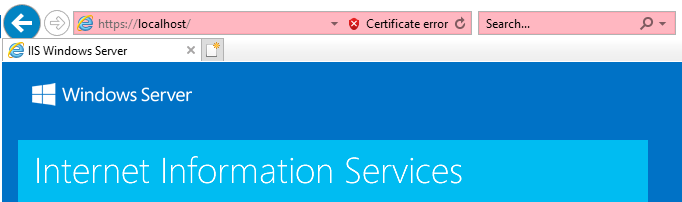 https://localhost/ Certificate error Search...
IIS Windows Server
Windows Server
Internet Information Services